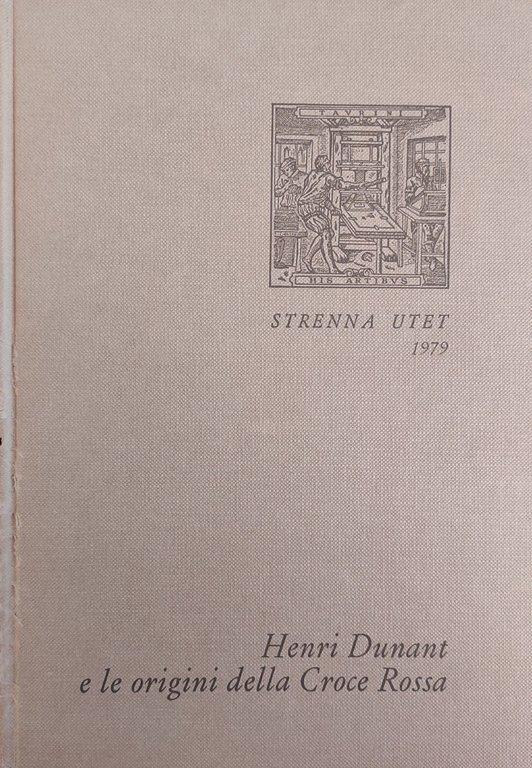 TAVRINI
HIS ARTIBVS
STRENNA UTET
1979
Henri Dunant
e le origini della Croce Rossa